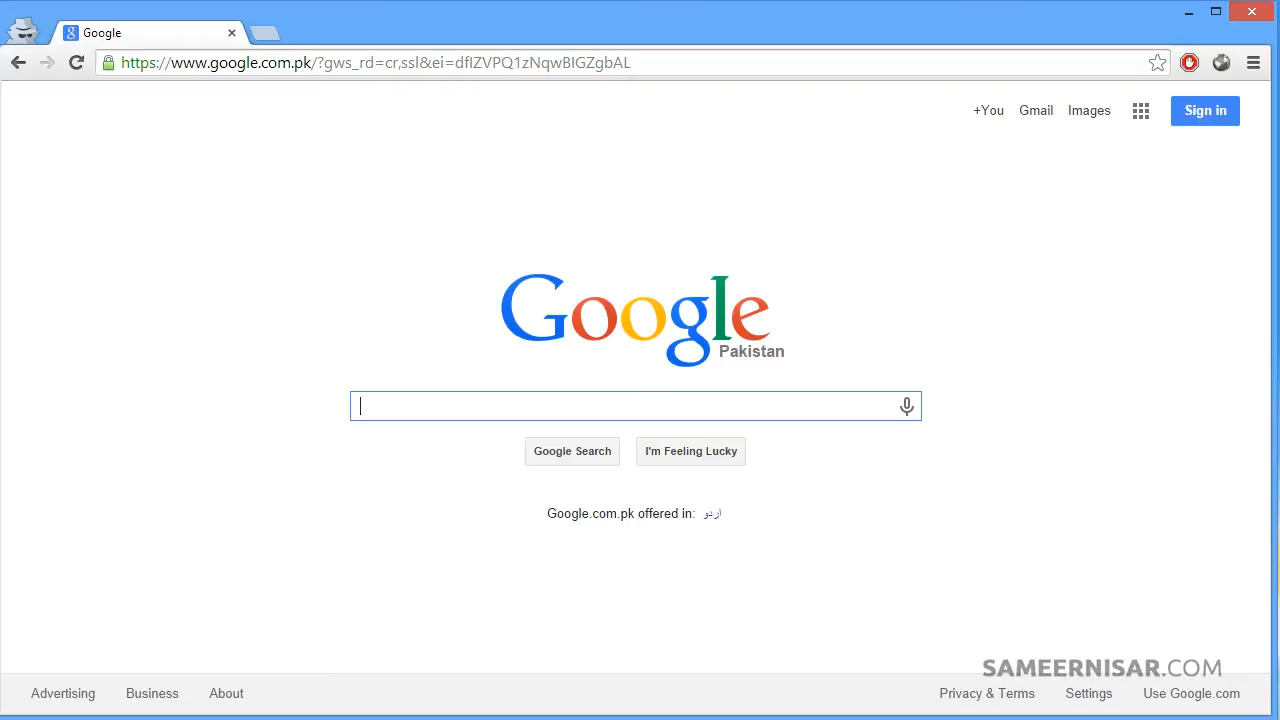 Google
https://www.google.com.pk/?gws_rd=cr,ssl&ei=dfIZVPQ1zNqwBIGZgbAL
+You Gmail Images Sign in
Google
Pakistan
Google Search I'm Feeling Lucky
Google.com.pk offered in: اردو
SAMEERNISAR.COM
Advertising Business About Privacy & Terms Settings Use Google.com